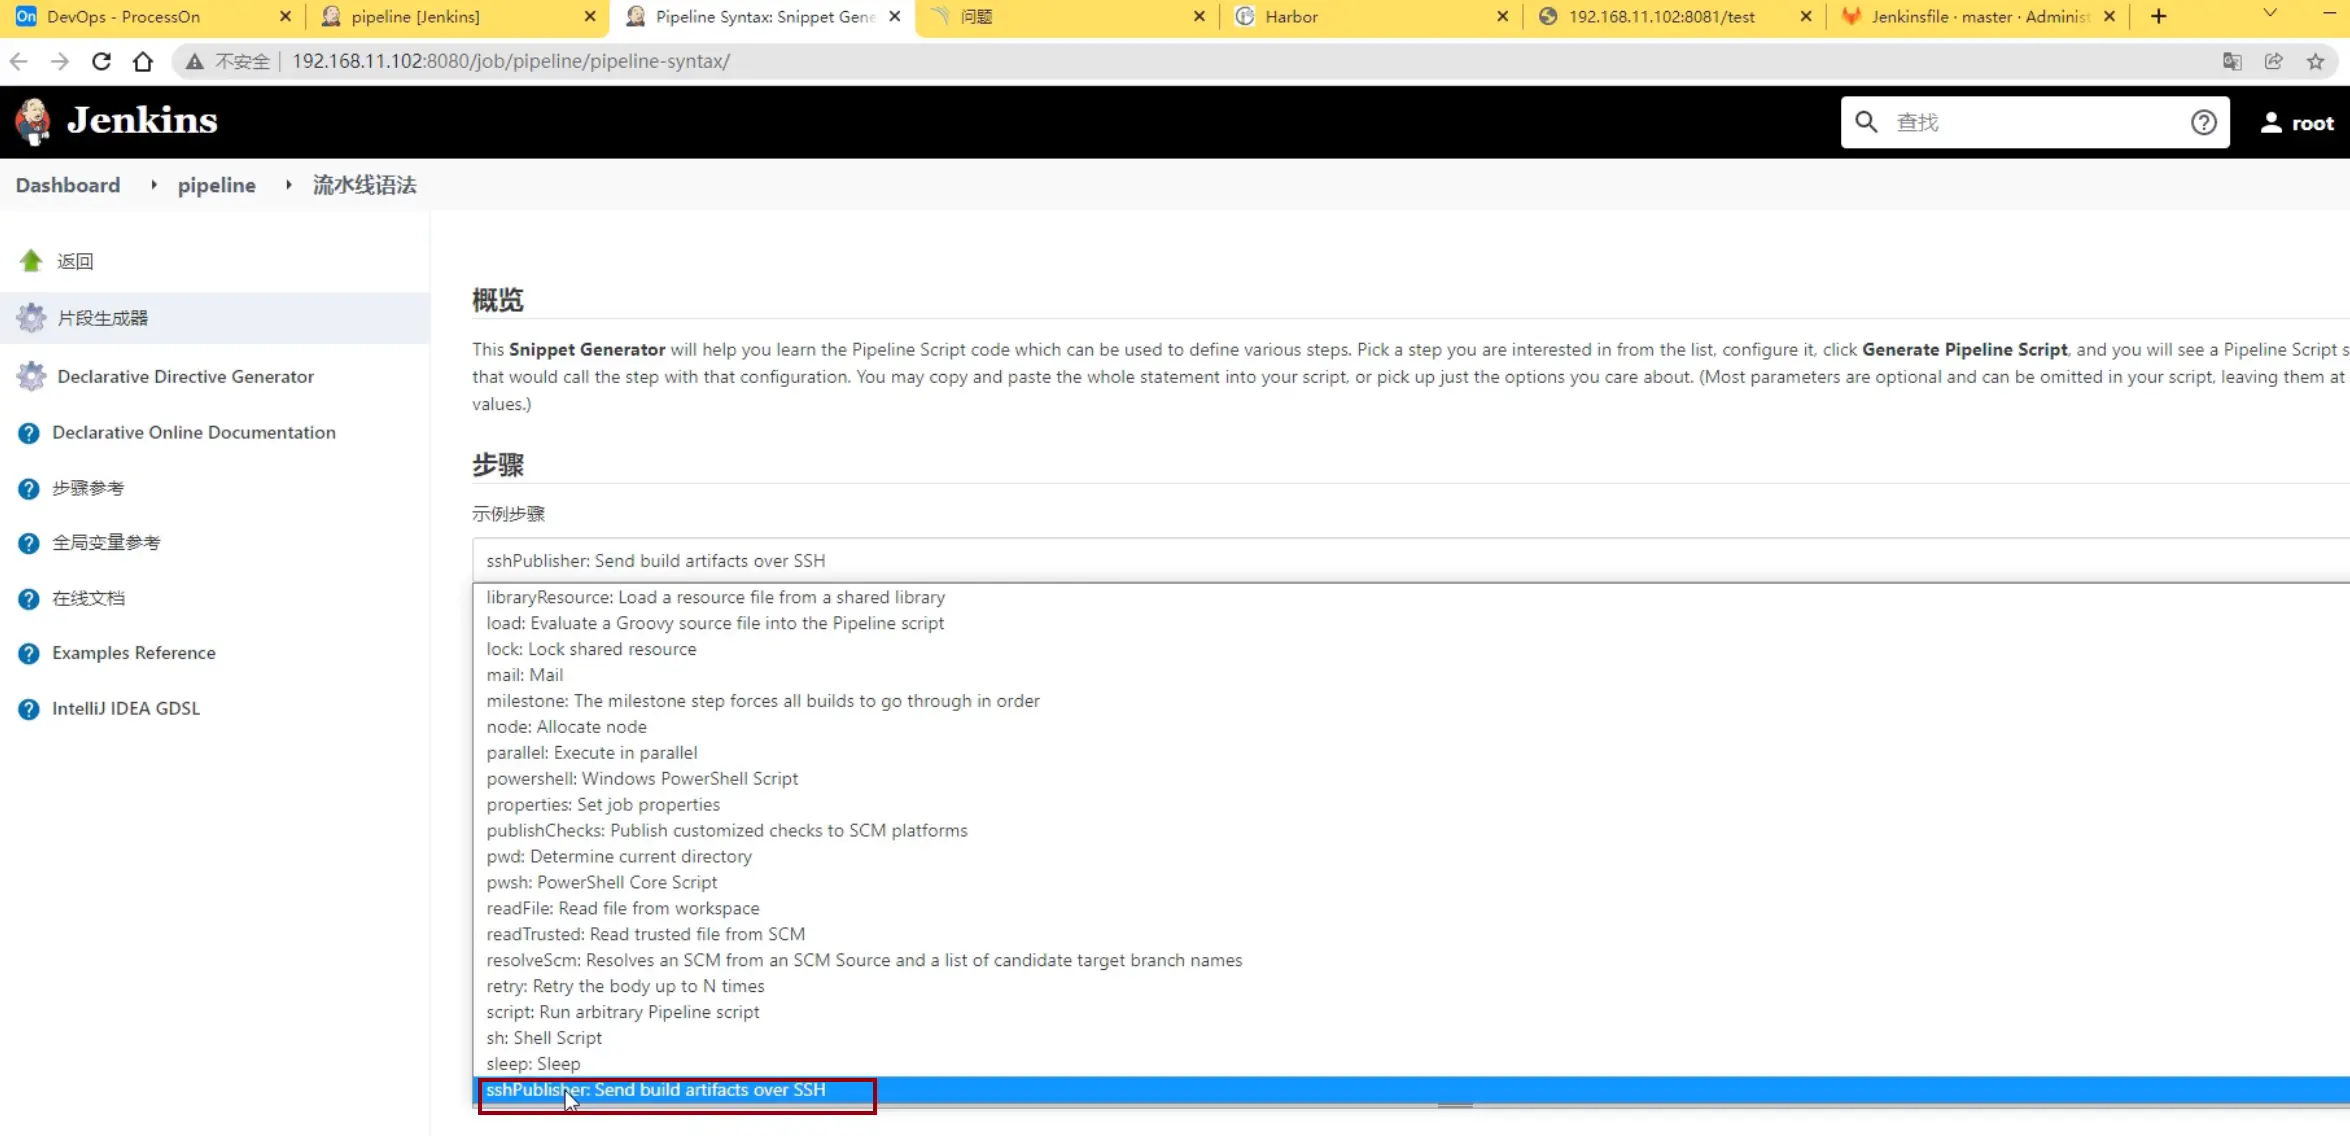 On DevOps - ProcessOn
pipeline [Jenkins]
Pipeline Syntax: Snippet Gene
问题
Harbor
192.168.11.102:8081/test
Jenkinsfile · master · Administ
不安全 192.168.11.102:8080/job/pipeline/pipeline-syntax/
Jenkins
查找
root
Dashboard pipeline 流水线语法
返回
片段生成器
Declarative Directive Generator
Declarative Online Documentation
步骤参考
全局变量参考
在线文档
Examples Reference
IntelliJ IDEA GDSL
概览
This Snippet Generator will help you learn the Pipeline Script code which can be used to define various steps. Pick a step you are interested in from the list, configure it, click Generate Pipeline Script, and you will see a Pipeline Script s
that would call the step with that configuration. You may copy and paste the whole statement into your script, or pick up just the options you care about. (Most parameters are optional and can be omitted in your script, leaving them at
values.)
步骤
示例步骤
sshPublisher: Send build artifacts over SSH
libraryResource: Load a resource file from a shared library
load: Evaluate a Groovy source file into the Pipeline script
lock: Lock shared resource
mail: Mail
milestone: The milestone step forces all builds to go through in order
node: Allocate node
parallel: Execute in parallel
powershell: Windows PowerShell Script
properties: Set job properties
publishChecks: Publish customized checks to SCM platforms
pwd: Determine current directory
pwsh: PowerShell Core Script
readFile: Read file from workspace
readTrusted: Read trusted file from SCM
resolveScm: Resolves an SCM from an SCM Source and a list of candidate target branch names
retry: Retry the body up to N times
script: Run arbitrary Pipeline script
sh: Shell Script
sleep: Sleep
sshPublisher: Send build artifacts over SSH